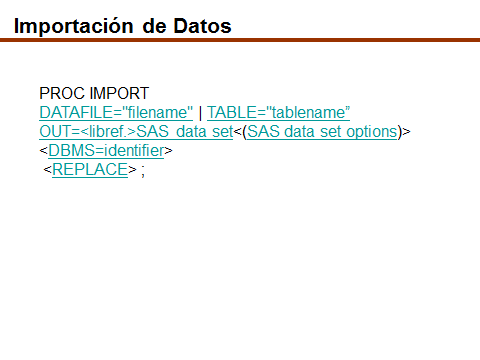 Importación de Datos
PROC IMPORT
DATAFILE="filename" | TABLE="tablename”
OUT=<libref.>SAS data set<(SAS data set options)>
<DBMS=identifier>
<REPLACE> ;